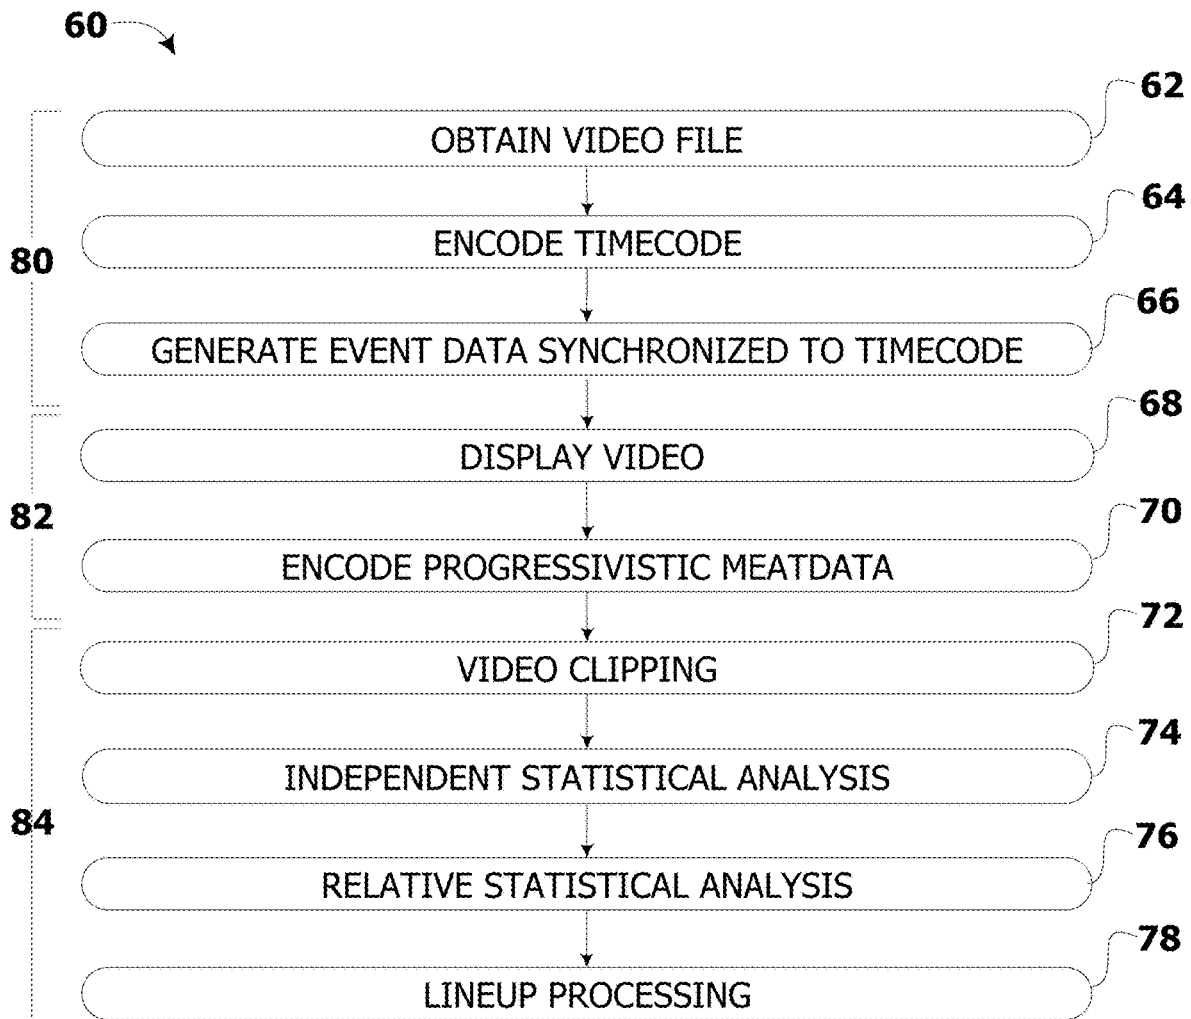 60
62
OBTAIN VIDEO FILE
64
ENCODE TIMECODE
80
66
GENERATE EVENT DATA SYNCHRONIZED TO TIMECODE
68
DISPLAY VIDEO
82
70
ENCODE PROGRESSIVISTIC MEATDATA
72
VIDEO CLIPPING
74
INDEPENDENT STATISTICAL ANALYSIS
84
76
RELATIVE STATISTICAL ANALYSIS
78
LINEUP PROCESSING